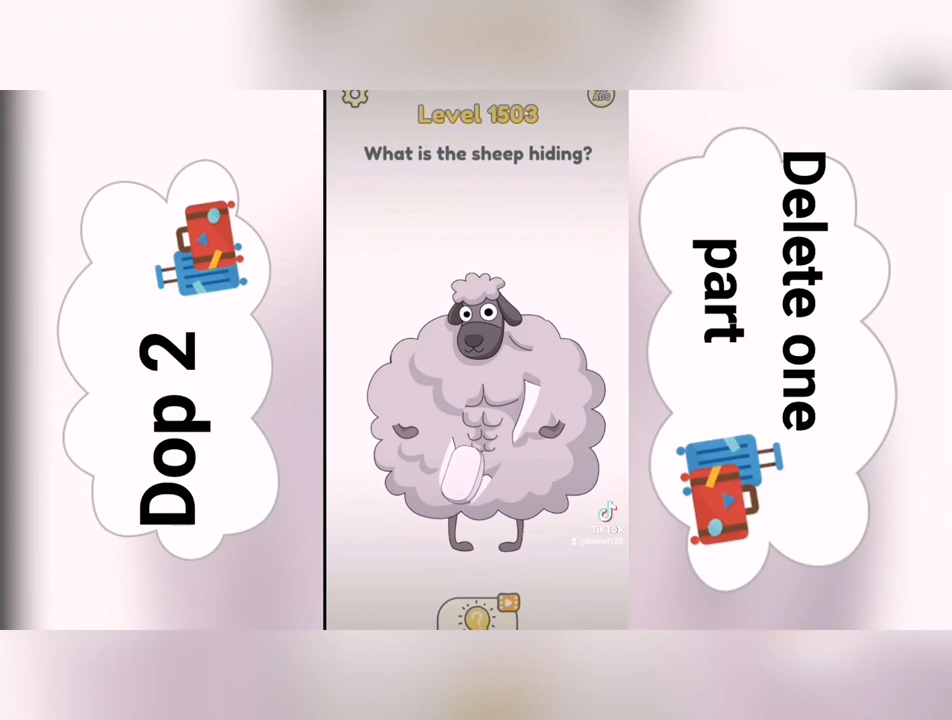 Dop 2
Level 1503
What is the sheep hiding?
TikTok
Delete one
part